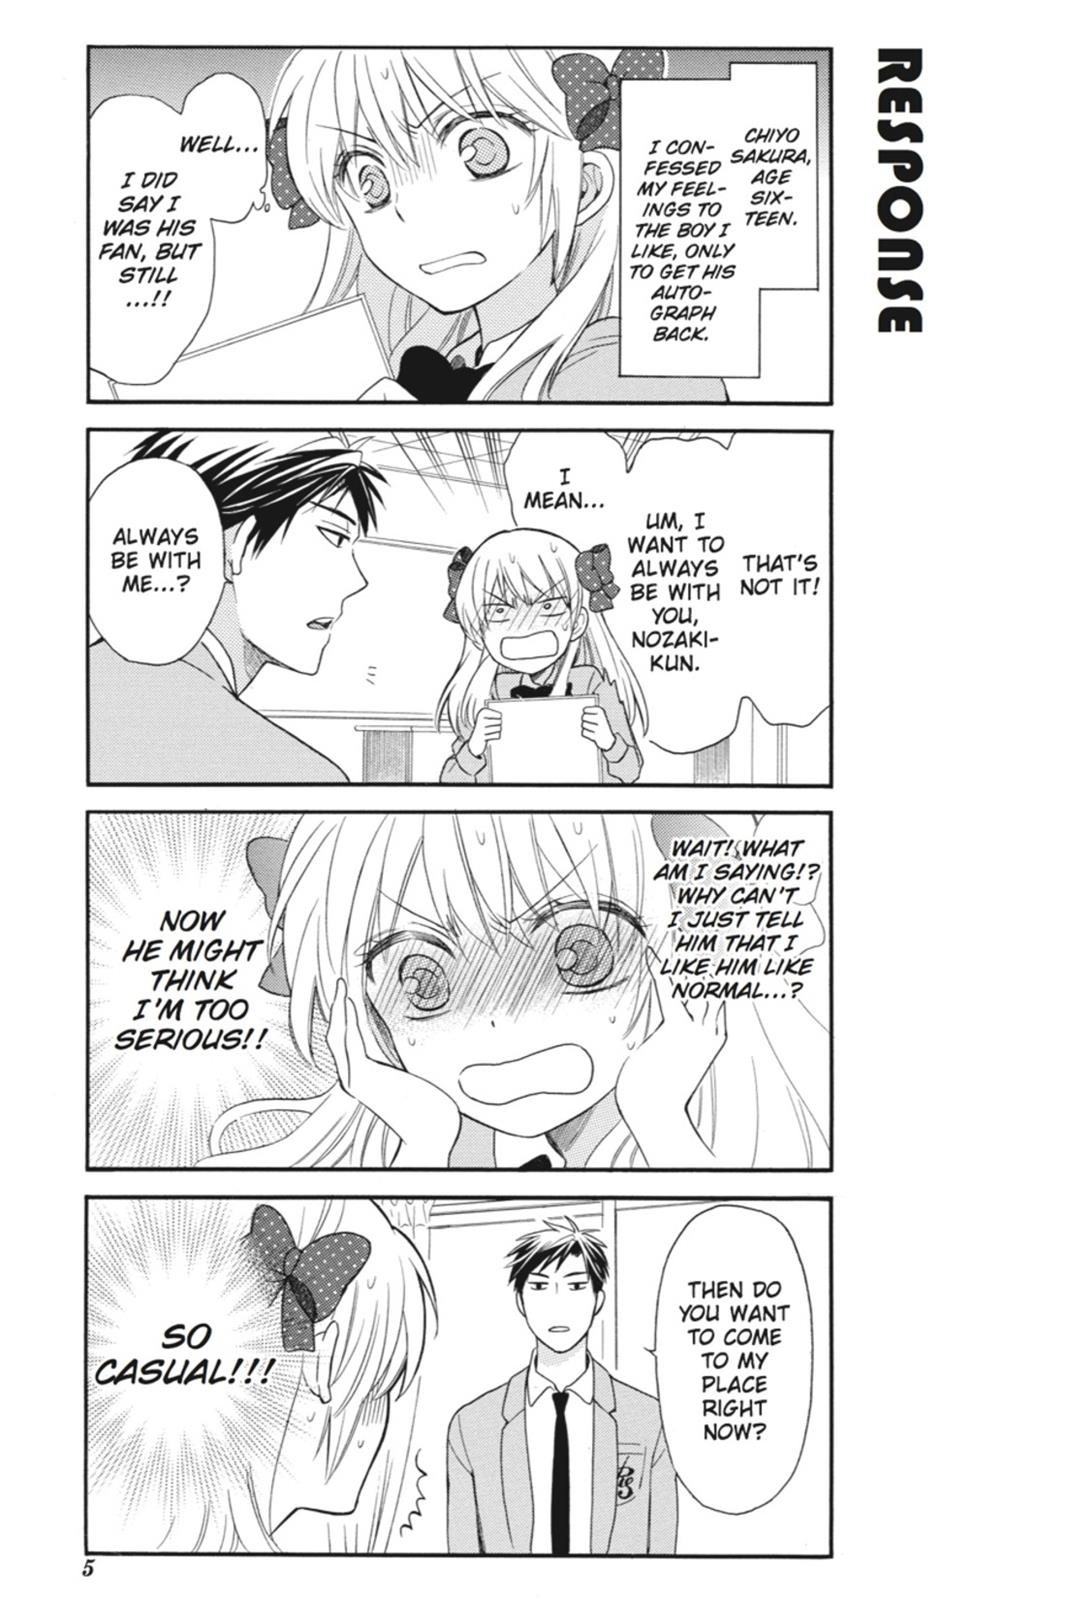 RESPONSE
CHIYO
SAKURA,
AGE
SIX-
TEEN.
I CON-
FESSED
MY FEEL-
INGS TO
THE BOY I
LIKE, ONLY
TO GET HIS
AUTO-
GRAPH
BACK.
WELL...
I DID
SAY I
WAS HIS
FAN, BUT
STILL
...!!
THAT'S
NOT IT!
UM, I
WANT TO
ALWAYS
BE WITH
YOU,
NOZAKI-
KUN.
I
MEAN...
ALWAYS
BE WITH
ME...?
WAIT! WHAT
AM I SAYING!?
WHY CAN'T
I JUST TELL
HIM THAT I
LIKE HIM LIKE
NORMAL...?
NOW
HE MIGHT
THINK
I'M TOO
SERIOUS!!
THEN DO
YOU WANT
TO COME
TO MY
PLACE
RIGHT
NOW?
SO
CASUAL!!!
5